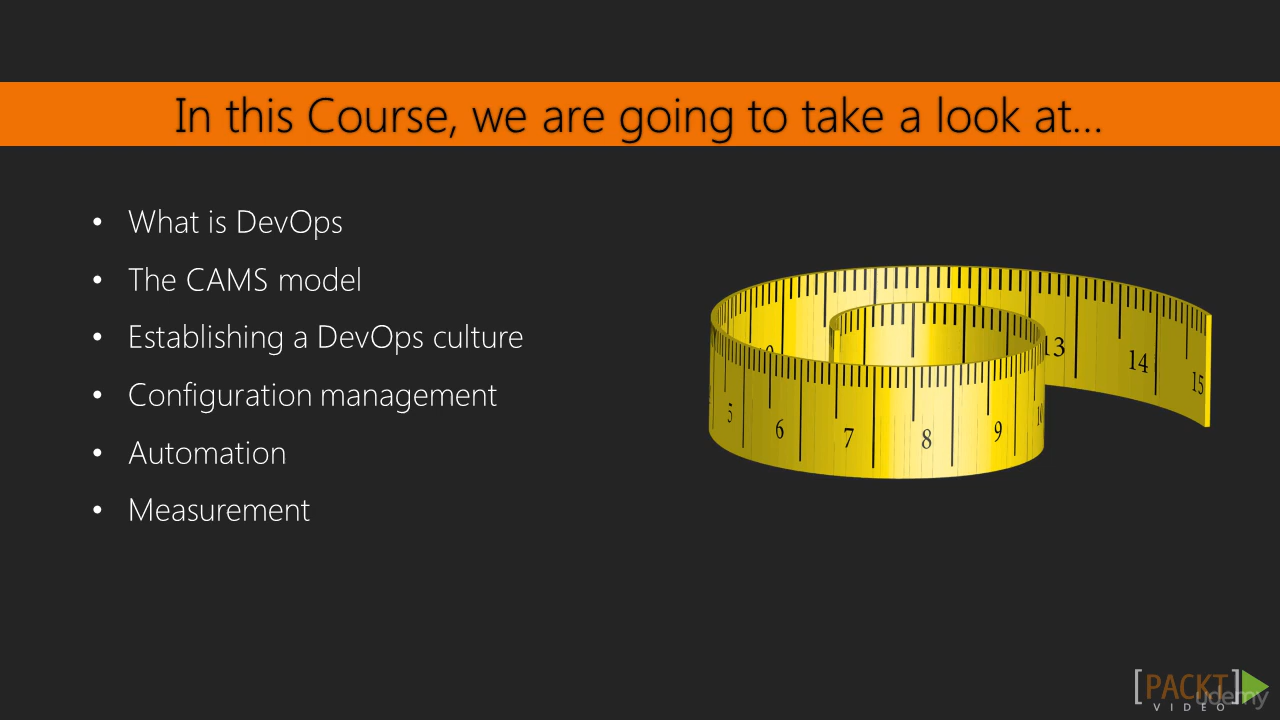 In this Course, we are going to take a look at...
• What is DevOps
• The CAMS model
• Establishing a DevOps culture
• Configuration management
• Automation
• Measurement
13
14
15
5
6
7
8
9
10
[PACKT]
udemy
VIDEO